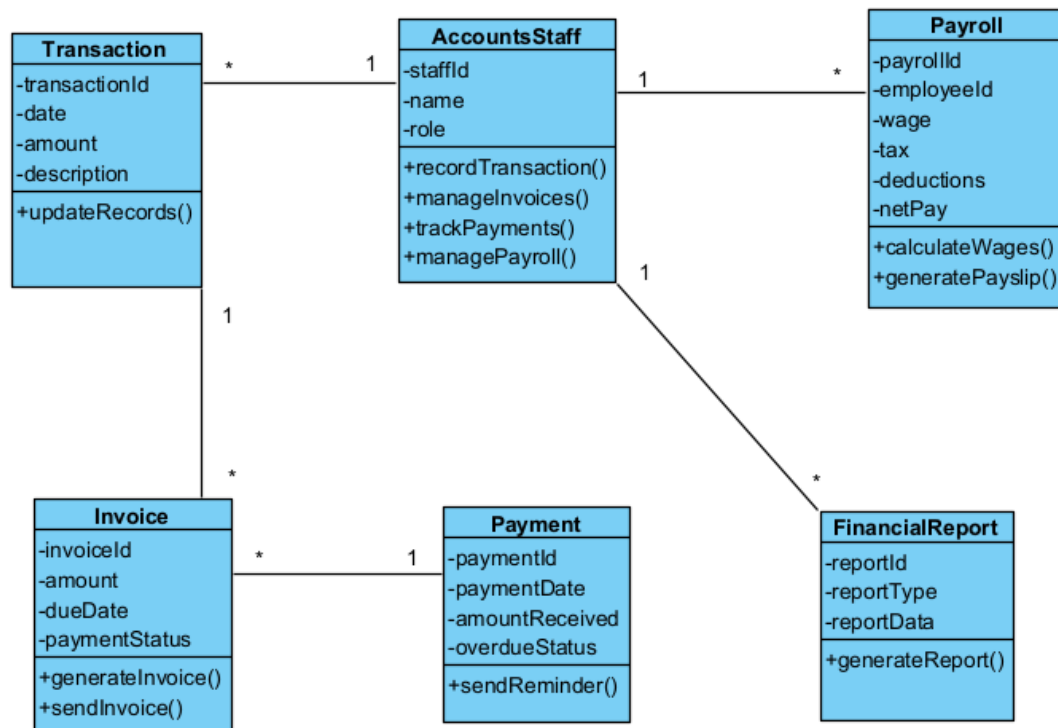 Transaction
-transactionId
-date
-amount
-description
+updateRecords()
*
1
AccountsStaff
-staffId
-name
-role
+recordTransaction()
+manageInvoices()
+trackPayments()
+managePayroll()
1
*
Payroll
-payrollId
-employeeId
-wage
-tax
-deductions
-netPay
+calculateWages()
+generatePayslip()
1
*
1
*
Invoice
-invoiceId
-amount
-dueDate
-paymentStatus
+generateInvoice()
+sendInvoice()
*
1
Payment
-paymentId
-paymentDate
-amountReceived
-overdueStatus
+sendReminder()
FinancialReport
-reportId
-reportType
-reportData
+generateReport()